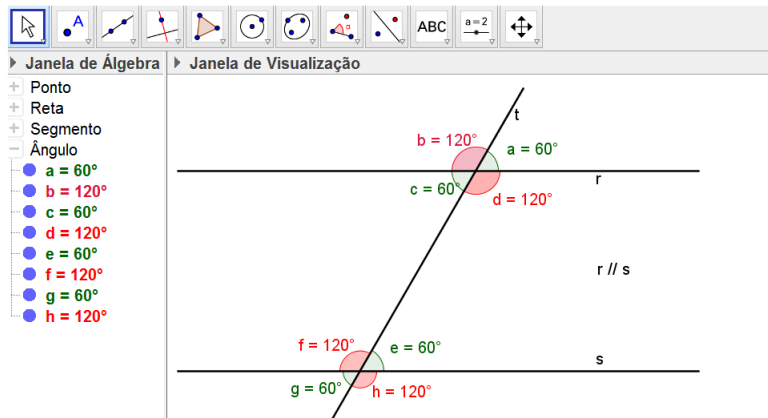 ABC
a=2
Janela de Álgebra
Janela de Visualização
Ponto
Reta
Segmento
Ângulo
a = 60°
b = 120°
c = 60°
d = 120°
e = 60°
f = 120°
g = 60°
h = 120°
t
b = 120°
a = 60°
r
c = 60°
d = 120°
r // s
f = 120°
e = 60°
s
g = 60°
h = 120°